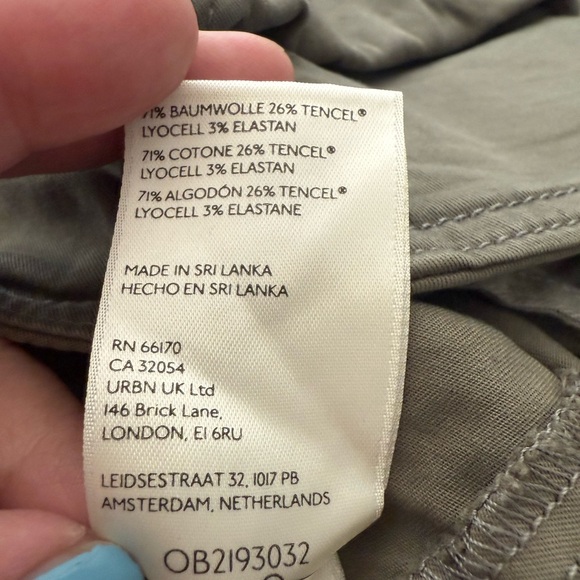 71% BAUMWOLLE 26% TENCEL®
LYOCELL 3% ELASTAN
71% COTONE 26% TENCEL®
LYOCELL 3% ELASTAN
71% ALGODÓN 26% TENCEL®
LYOCELL 3% ELASTANE
MADE IN SRI LANKA
HECHO EN SRI LANKA
RN 66170
CA 32054
URBN UK Ltd
146 Brick Lane,
LONDON, E1 6RU
LEIDSESTRAAT 32, 1017 PB
AMSTERDAM, NETHERLANDS
OB2193032